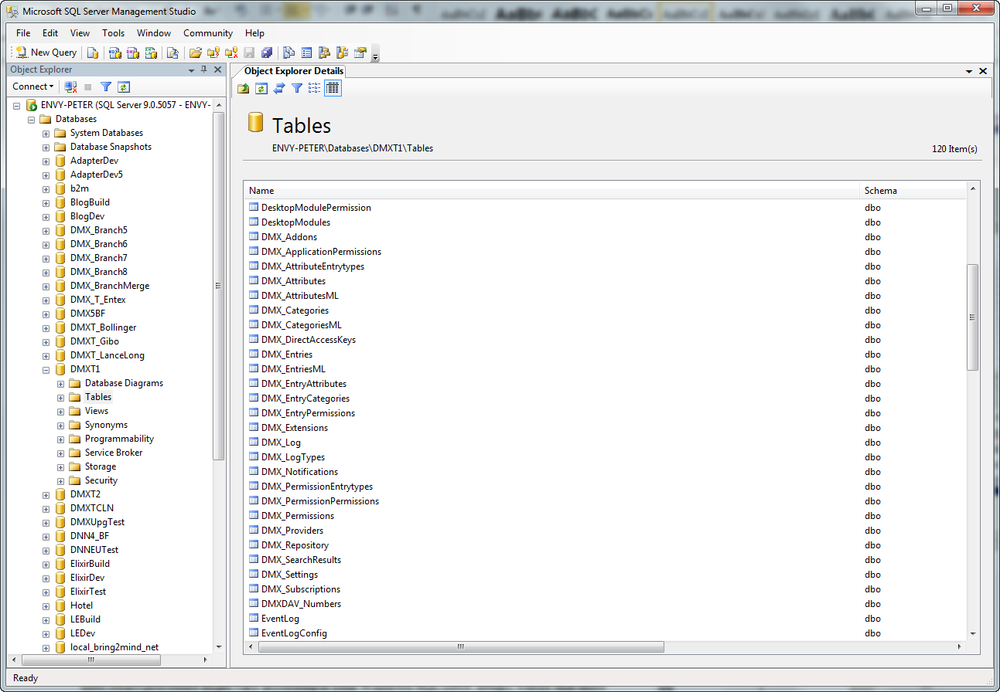 Microsoft SQL Server Management Studio
File Edit View Tools Window Community Help
New Query
Object Explorer
Connect
ENVY-PETER (SQL Server 9.0.5057 - ENVY-
Databases
System Databases
Database Snapshots
AdapterDev
AdapterDev5
b2m
BlogBuild
BlogDev
DMX_Branch5
DMX_Branch6
DMX_Branch7
DMX_Branch8
DMX_BranchMerge
DMX_T_Entex
DMX5BF
DMXT_Bollinger
DMXT_Gibo
DMXT_LanceLong
DMXT1
Database Diagrams
Tables
Views
Synonyms
Programmability
Service Broker
Storage
Security
DMXT2
DMXTCLN
DMXUpgTest
DNN4_BF
DNNEUTest
ElixirBuild
ElixirDev
ElixirTest
Hotel
LEBuild
LEDev
local_bring2mind_net
Object Explorer Details
Tables
ENVY-PETER\Databases\DMXT1\Tables 120 Item(s)
Name Schema
DesktopModulePermission dbo
DesktopModules dbo
DMX_Addons dbo
DMX_ApplicationPermissions dbo
DMX_AttributeEntrytypes dbo
DMX_Attributes dbo
DMX_AttributesML dbo
DMX_Categories dbo
DMX_CategoriesML dbo
DMX_DirectAccessKeys dbo
DMX_Entries dbo
DMX_EntriesML dbo
DMX_EntryAttributes dbo
DMX_EntryCategories dbo
DMX_EntryPermissions dbo
DMX_Extensions dbo
DMX_Log dbo
DMX_LogTypes dbo
DMX_Notifications dbo
DMX_PermissionEntrytypes dbo
DMX_PermissionPermissions dbo
DMX_Permissions dbo
DMX_Providers dbo
DMX_Repository dbo
DMX_SearchResults dbo
DMX_Settings dbo
DMX_Subscriptions dbo
DMXDAV_Numbers dbo
EventLog dbo
EventLogConfig dbo
Ready